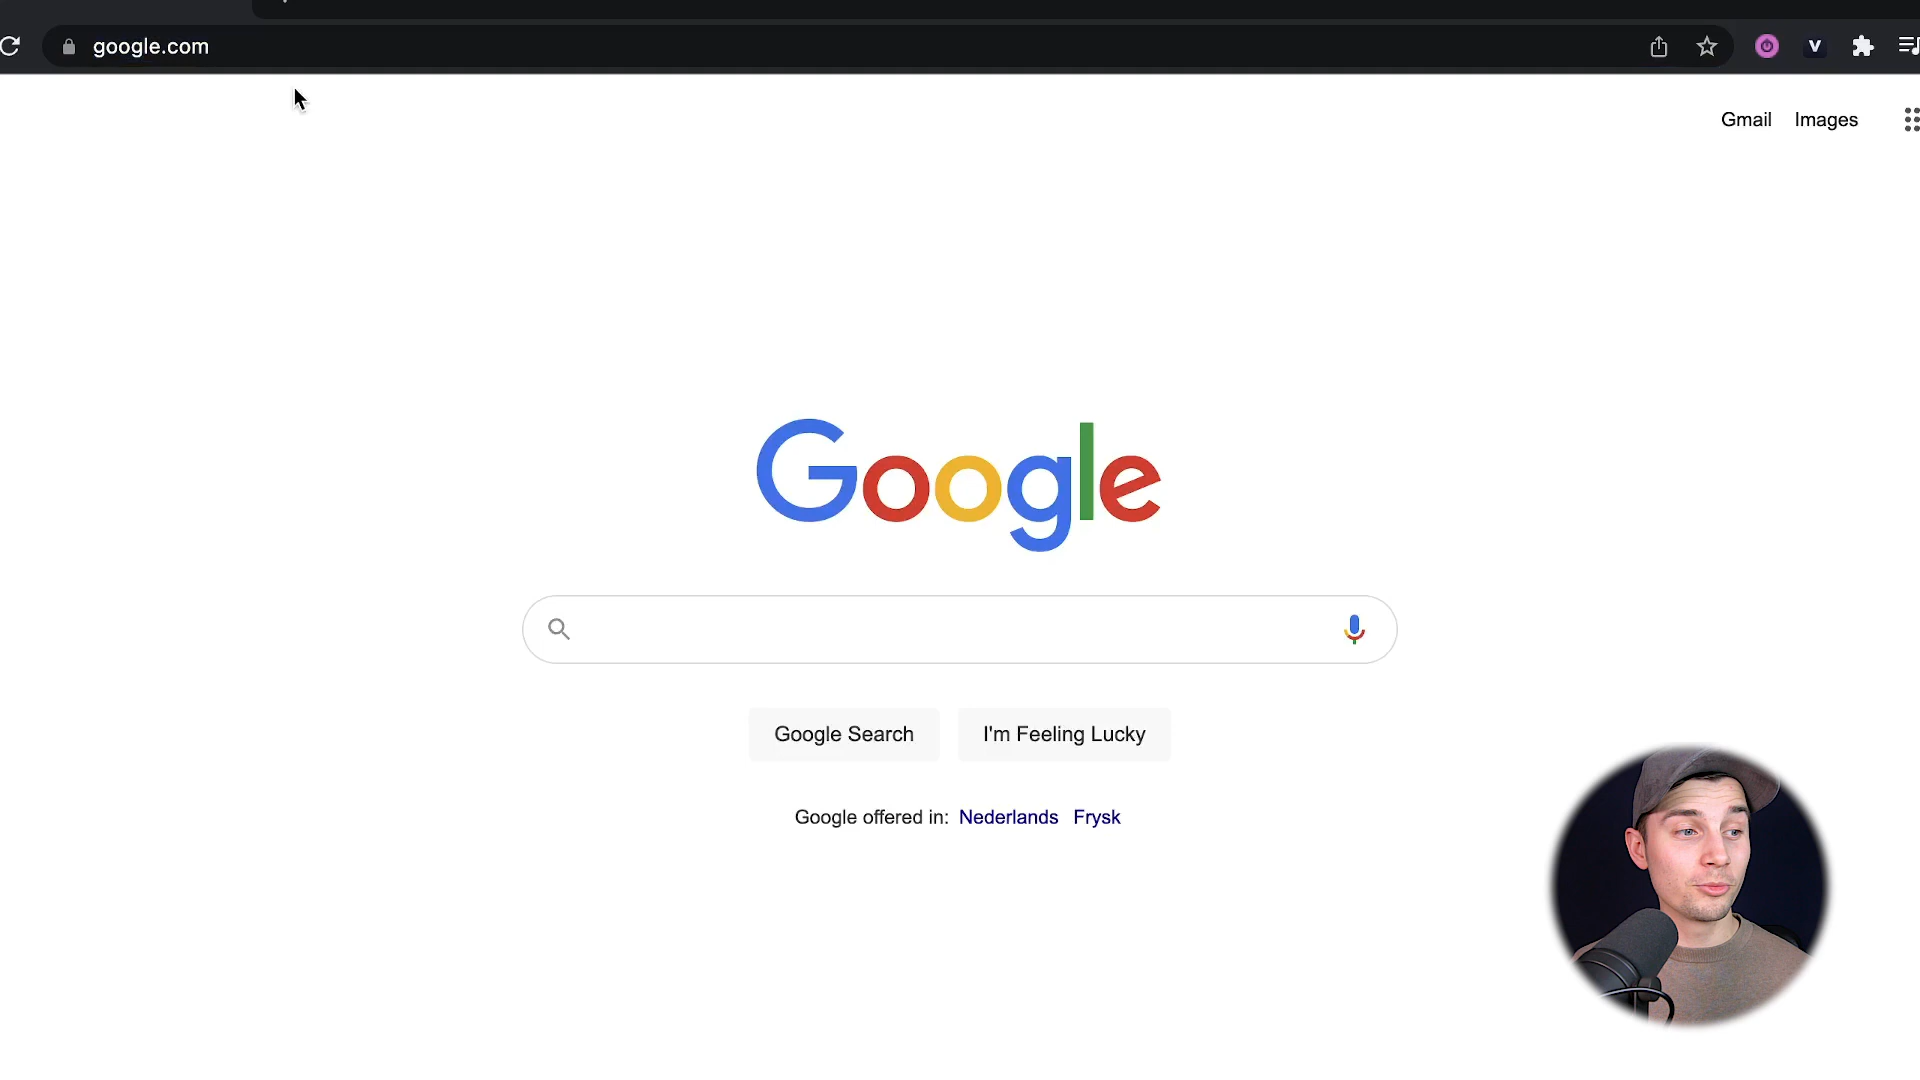 google.com
V
Gmail Images
Google
Google Search I'm Feeling Lucky
Google offered in: Nederlands Frysk